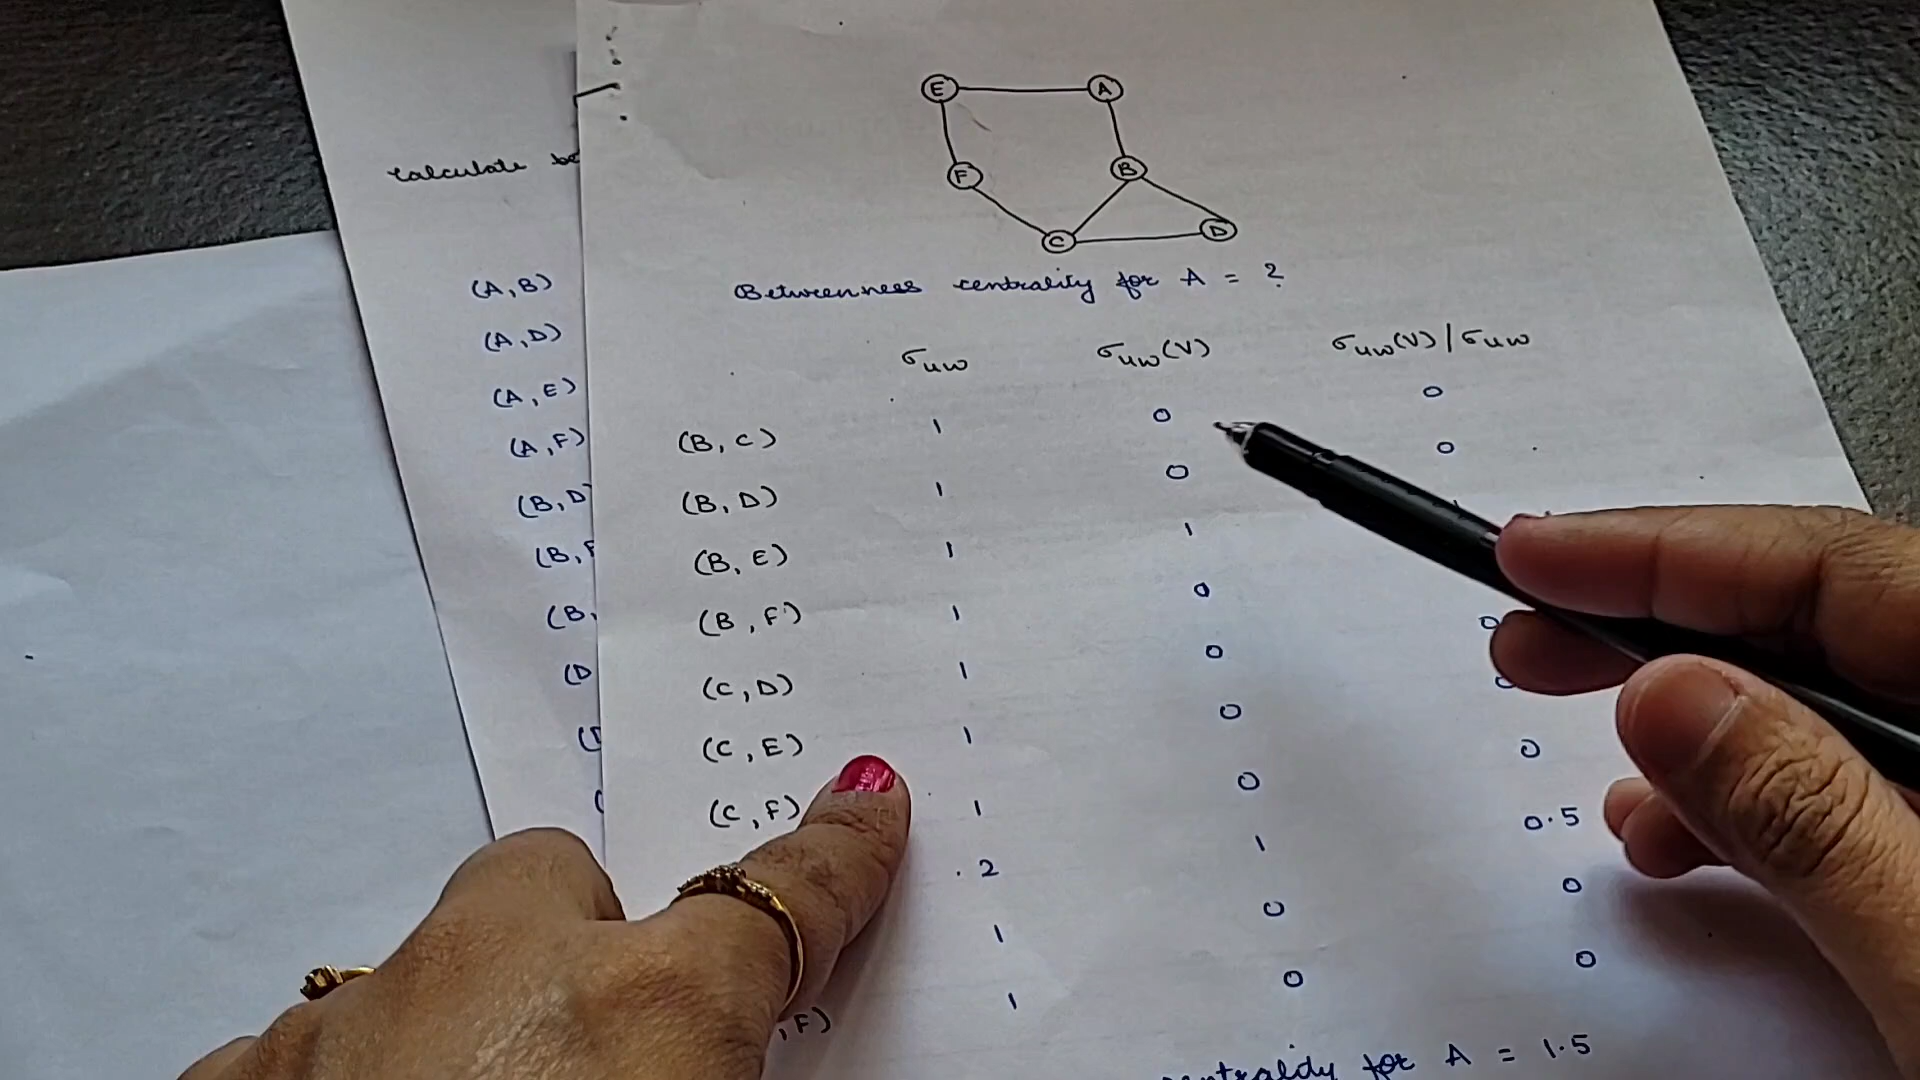 E A
F B
C D
Calculate
Betweenness centrality for A = ?
σuw σuw(V) σuw(V)/σuw
(A,B)
(A,D)
(A,E)
(A,F)
(B,D)
(B,
(B,
(D
(B,C) 1 0 0
(B,D) 1 0 0
(B,E) 1 1
(B,F) 1 0 0
(C,D) 1 0 0
(C,E) 1 0 0
(C,F) 1 0
2 1 0.5
1 0 0
,F) 1 0 0
centrality for A = 1.5